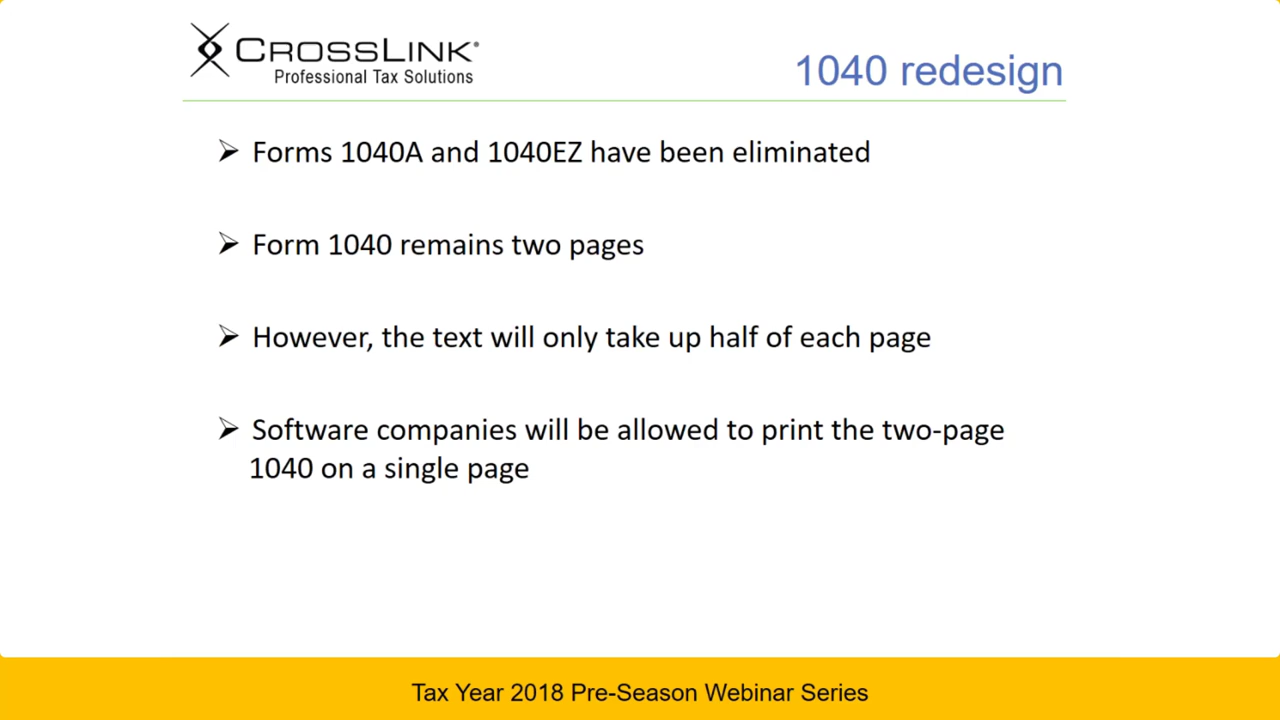 CROSSLINK®
Professional Tax Solutions
1040 redesign
➢ Forms 1040A and 1040EZ have been eliminated
➢ Form 1040 remains two pages
➢ However, the text will only take up half of each page
➢ Software companies will be allowed to print the two-page
1040 on a single page
Tax Year 2018 Pre-Season Webinar Series